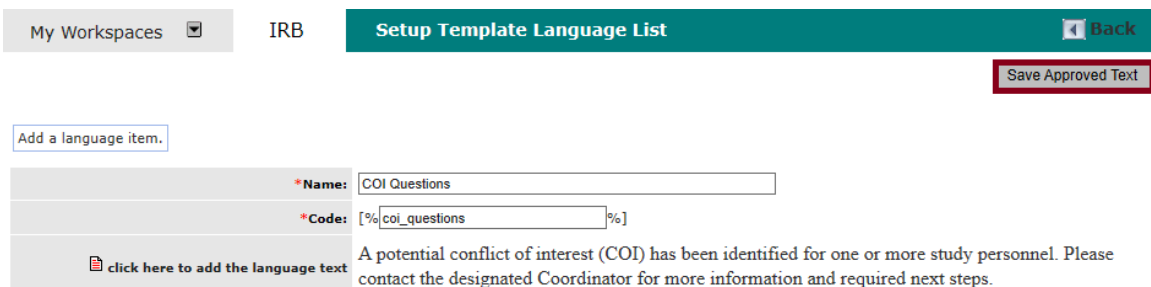 My Workspaces IRB Setup Template Language List Back
Save Approved Text
Add a language item.
*Name: COI Questions
*Code: [% coi_questions %]
click here to add the language text A potential conflict of interest (COI) has been identified for one or more study personnel. Please
contact the designated Coordinator for more information and required next steps.